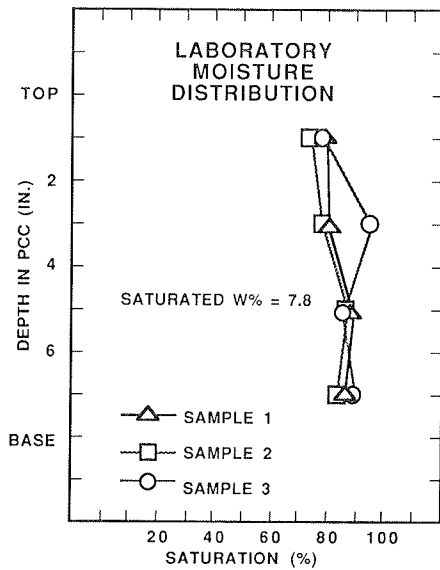 LABORATORY
MOISTURE
DISTRIBUTION
TOP
2
4
6
BASE
DEPTH IN PCC (IN.)
SATURATED W% = 7.8
SAMPLE 1
SAMPLE 2
SAMPLE 3
20 40 60 80 100
SATURATION (%)